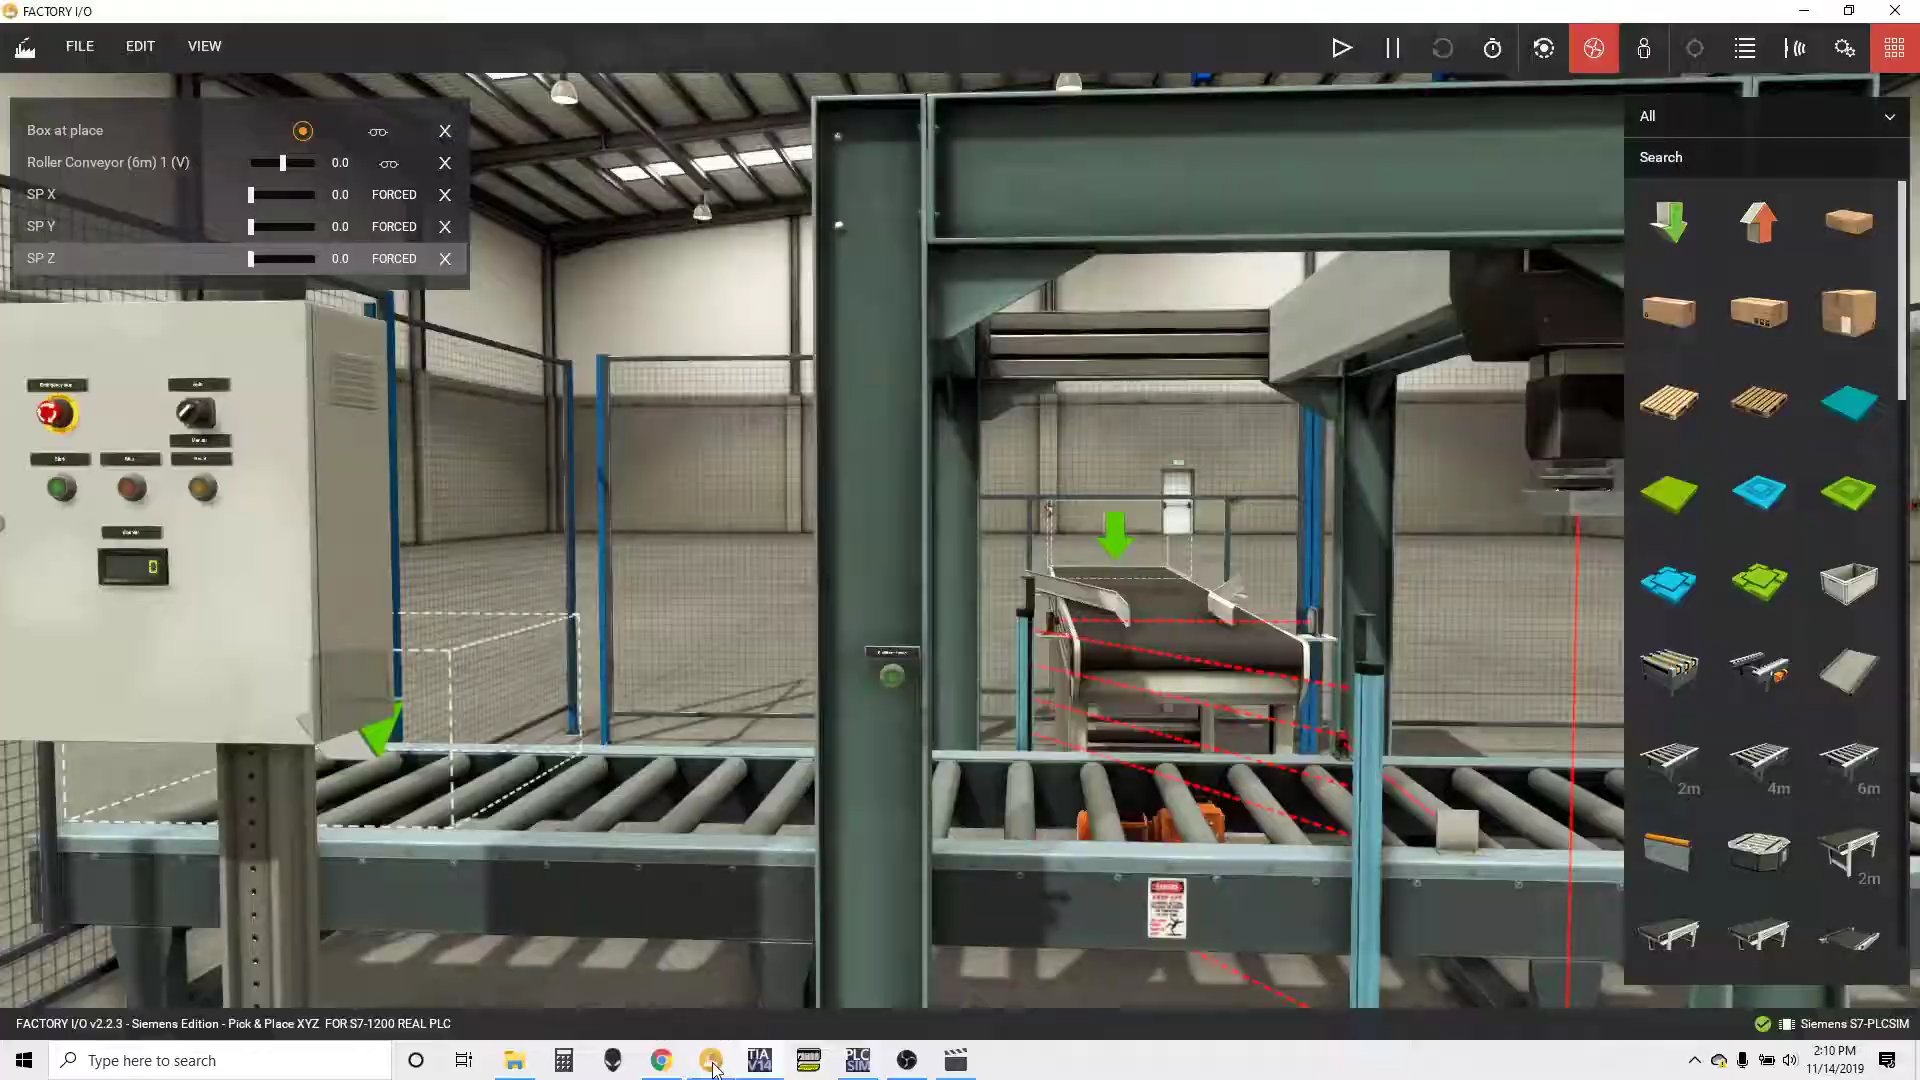 FACTORY I/O
FILE EDIT VIEW
Box at place X
Roller Conveyor (6m) 1 (V) 0.0 X
SP X 0.0 FORCED X
SP Y 0.0 FORCED X
SP Z 0.0 FORCED X
All
Search
2m 4m 6m
2m
0
DANGER
FACTORY I/O v2.2.3 - Siemens Edition - Pick & Place XYZ FOR S7-1200 REAL PLC
Siemens S7-PLCSIM
Type here to search
TIA V14
PLC SIM
2:10 PM
11/14/2019